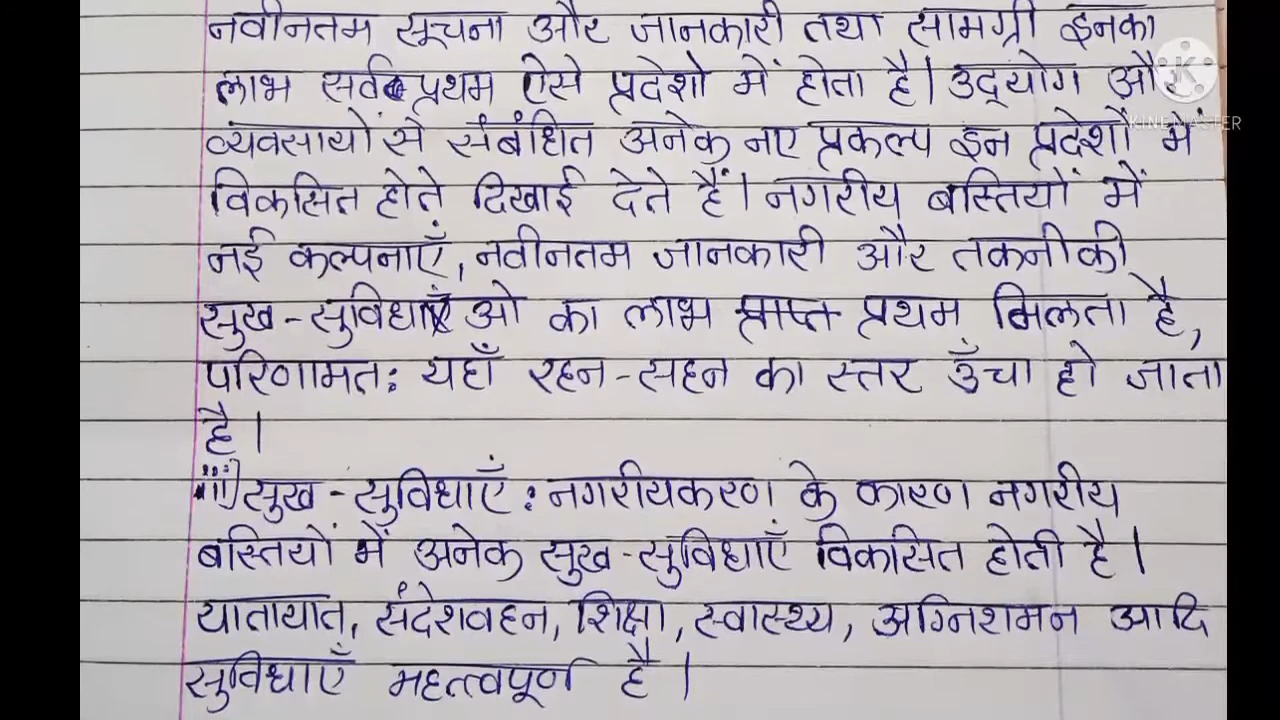 नवीनतम सूचना और जानकारी तथा सामग्री इनका
लाभ सर्व प्रथम ऐसे प्रदेशो में होता है। उद्योग और
KINEMASTER
व्यवसायों से संबंधित अनेक नए प्रकल्प इन प्रदेशों में
विकसित होते दिखाई देते हैं। नगरीय बस्तियों में
नई कल्पनाएँ, नवीनतम जानकारी और तकनीकी
सुख-सुविधाओ का लाभ प्राप्त प्रथम मिलता है,
परिणामतः यहाँ रहन-सहन का स्तर उँचा हो जाता
है।
iii) सुख-सुविधाएँ : नगरीयकरण के कारण नगरीय
बस्तियों में अनेक सुख-सुविधाएँ विकसित होती है।
यातायात, संदेशवहन, शिक्षा, स्वास्थ्य, अग्निशमन आदि
सुविधाएँ महत्त्वपूर्ण है।